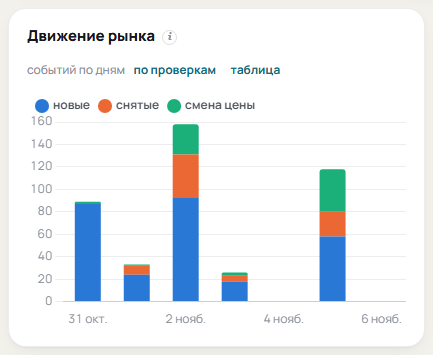 Движение рынка i
событий по дням по проверкам таблица
новые снятые смена цены
160
140
120
100
80
60
40
20
0
31 окт. 2 нояб. 4 нояб. 6 нояб.